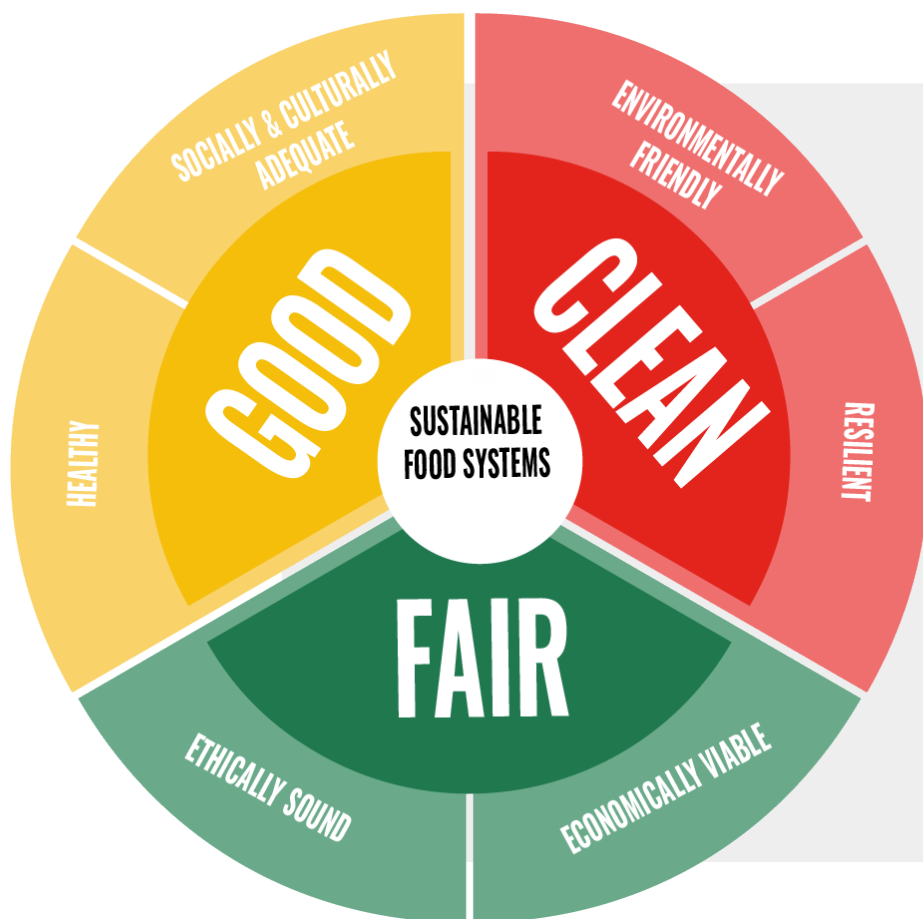 SOCIALLY & CULTURALLY
ADEQUATE
ENVIRONMENTALLY
FRIENDLY
GOOD
CLEAN
HEALTHY
SUSTAINABLE
FOOD SYSTEMS
RESILIENT
FAIR
ETHICALLY SOUND
ECONOMICALLY VIABLE